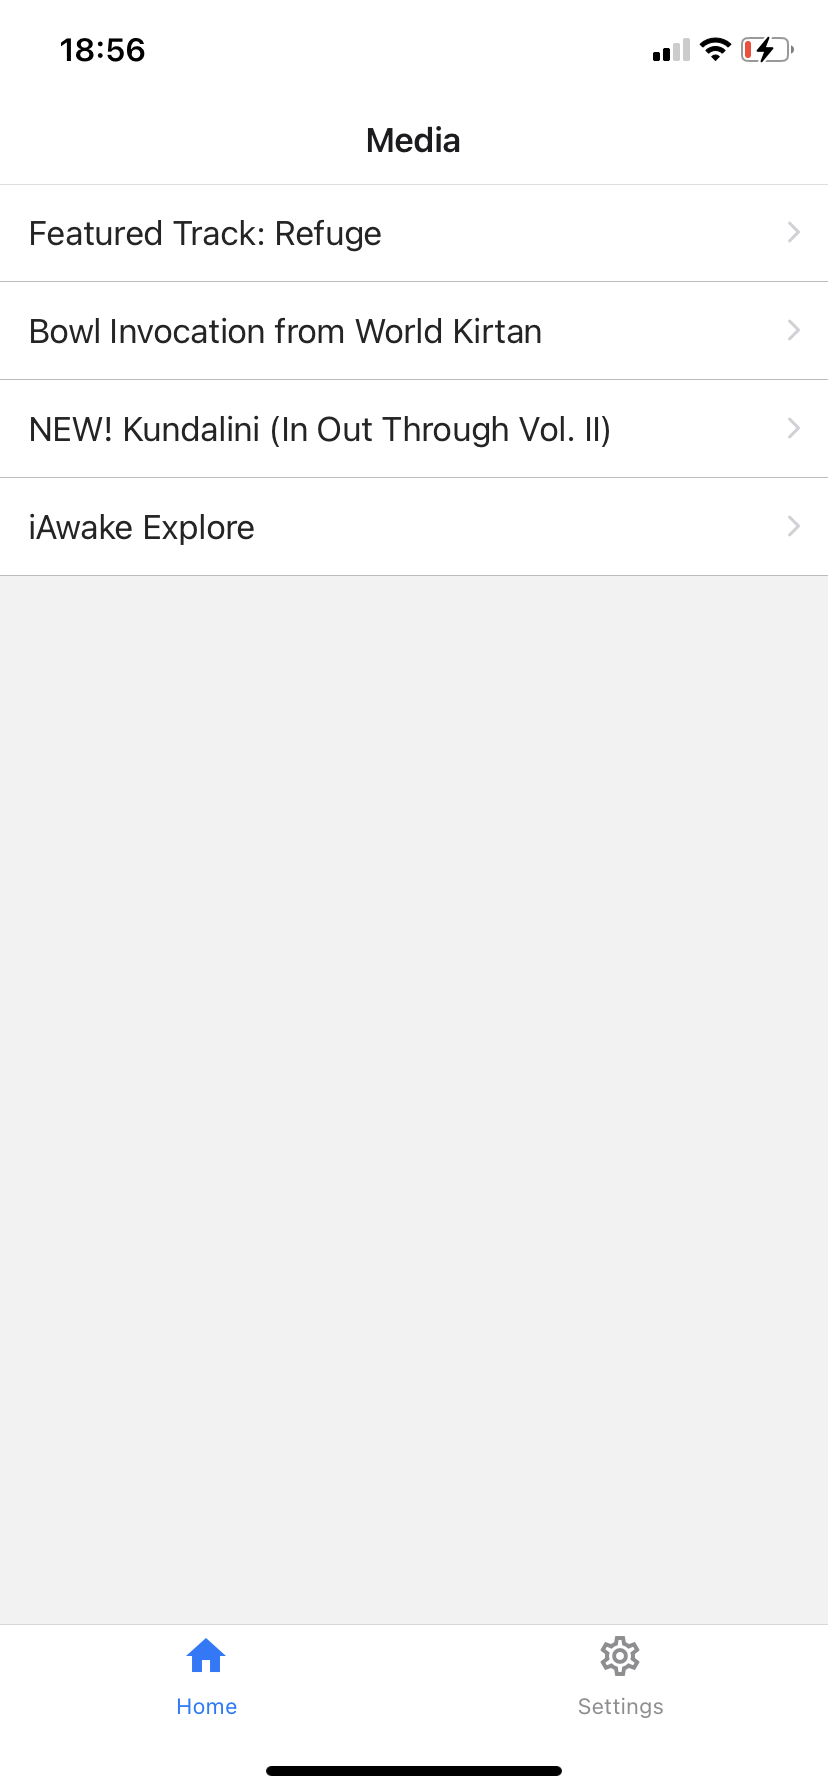 18:56
Media
Featured Track: Refuge
Bowl Invocation from World Kirtan
NEW! Kundalini (In Out Through Vol. II)
iAwake Explore
Home
Settings